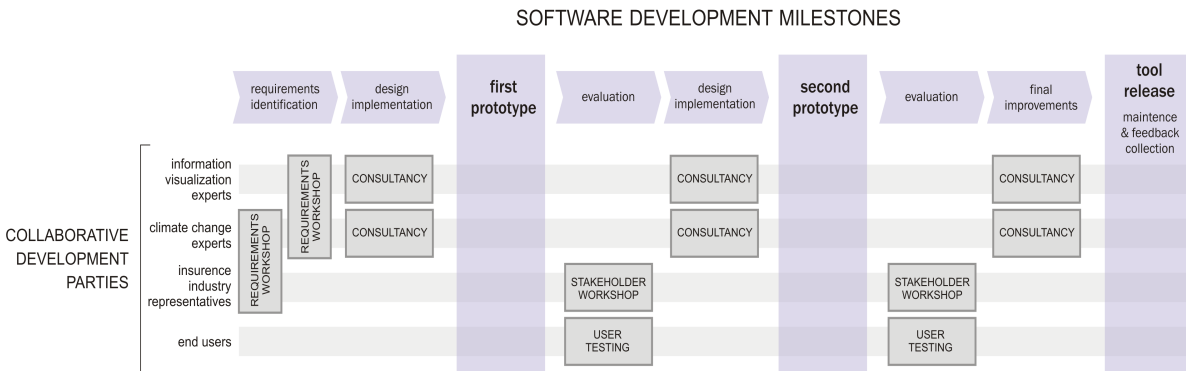 SOFTWARE DEVELOPMENT MILESTONES
requirements
identification
design
implementation
first
prototype
evaluation
design
implementation
second
prototype
evaluation
final
improvements
tool
release
maintence
& feedback
collection
COLLABORATIVE
DEVELOPMENT
PARTIES
information
visualization
experts
REQUIREMENTS
WORKSHOP
CONSULTANCY
CONSULTANCY
CONSULTANCY
climate change
experts
REQUIREMENTS
WORKSHOP
CONSULTANCY
CONSULTANCY
CONSULTANCY
insurence
industry
representatives
STAKEHOLDER
WORKSHOP
STAKEHOLDER
WORKSHOP
end users
USER
TESTING
USER
TESTING